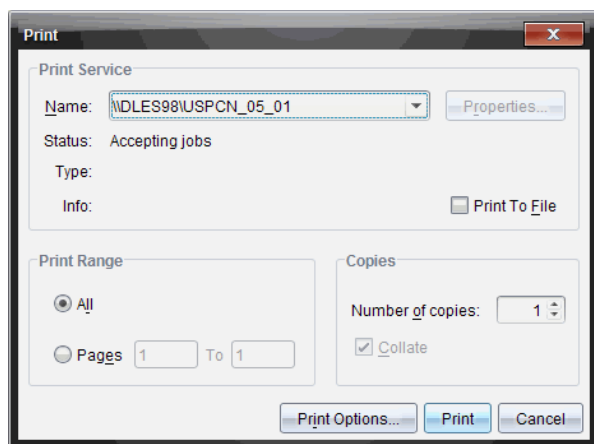 Print
Print Service
Name: \\DLES98\USPCN_05_01 Properties...
Status: Accepting jobs
Type:
Info: Print To File
Print Range
All
Pages 1 To 1
Copies
Number of copies: 1
Collate
Print Options... Print Cancel